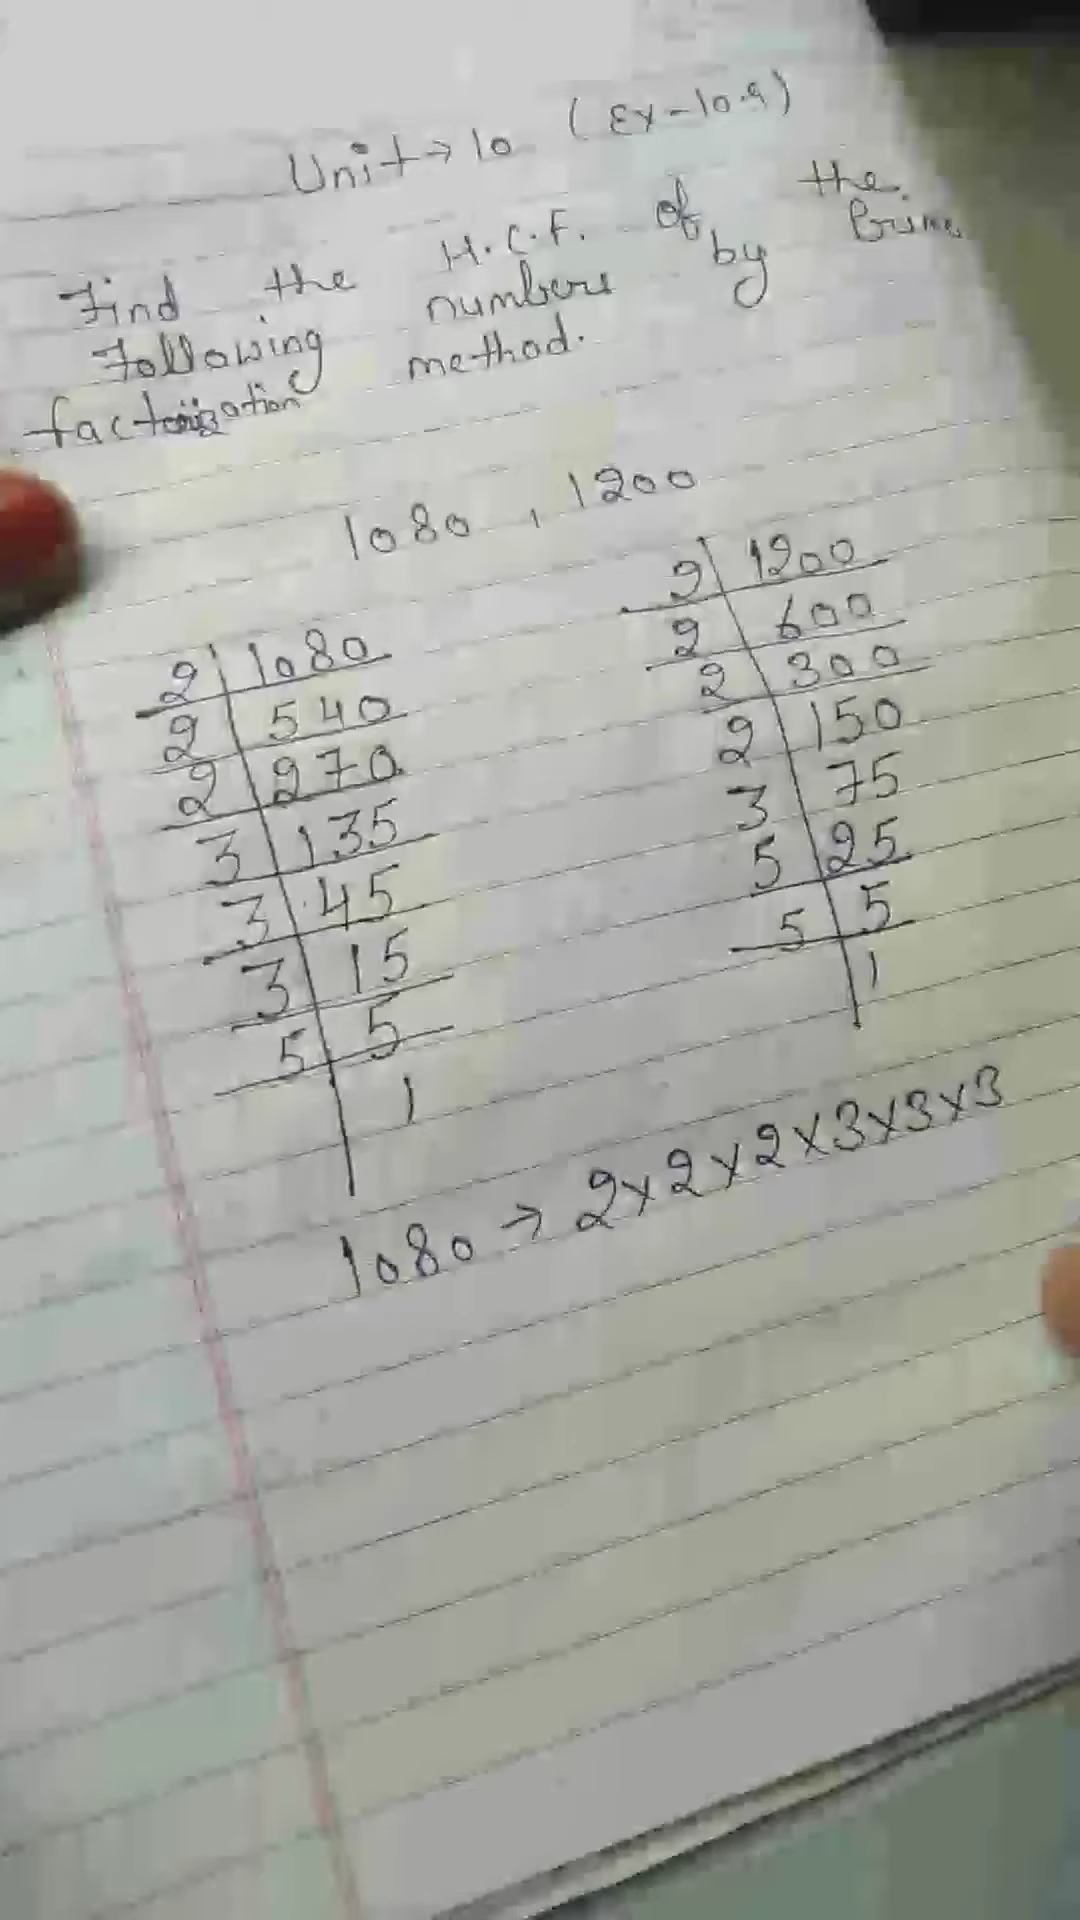 Unit → 10 (Ex - 10.9)
Find the H.C.F. of the
Following numbers by Prime
factorization method.
1080 , 1200
2 | 1080
2 | 540
2 | 270
3 | 135
3 | 45
3 | 15
5 | 5
1
2 | 1200
2 | 600
2 | 300
2 | 150
3 | 75
5 | 25
5 | 5
1
1080 → 2×2×2×3×3×3